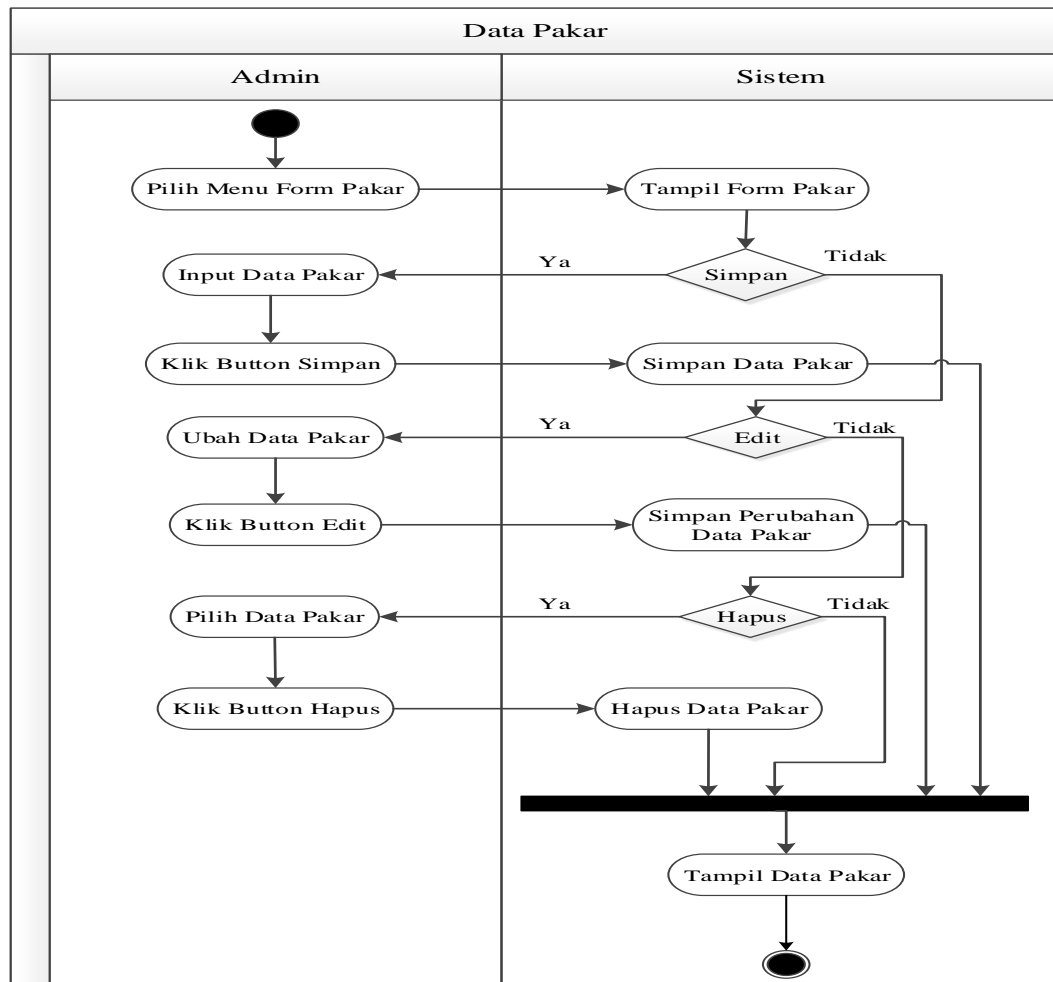 Data Pakar
Admin
Sistem
Pilih Menu Form Pakar
Tampil Form Pakar
Input Data Pakar
Ya
Simpan
Tidak
Klik Button Simpan
Simpan Data Pakar
Ubah Data Pakar
Ya
Edit
Tidak
Klik Button Edit
Simpan Perubahan
Data Pakar
Pilih Data Pakar
Ya
Hapus
Tidak
Klik Button Hapus
Hapus Data Pakar
Tampil Data Pakar